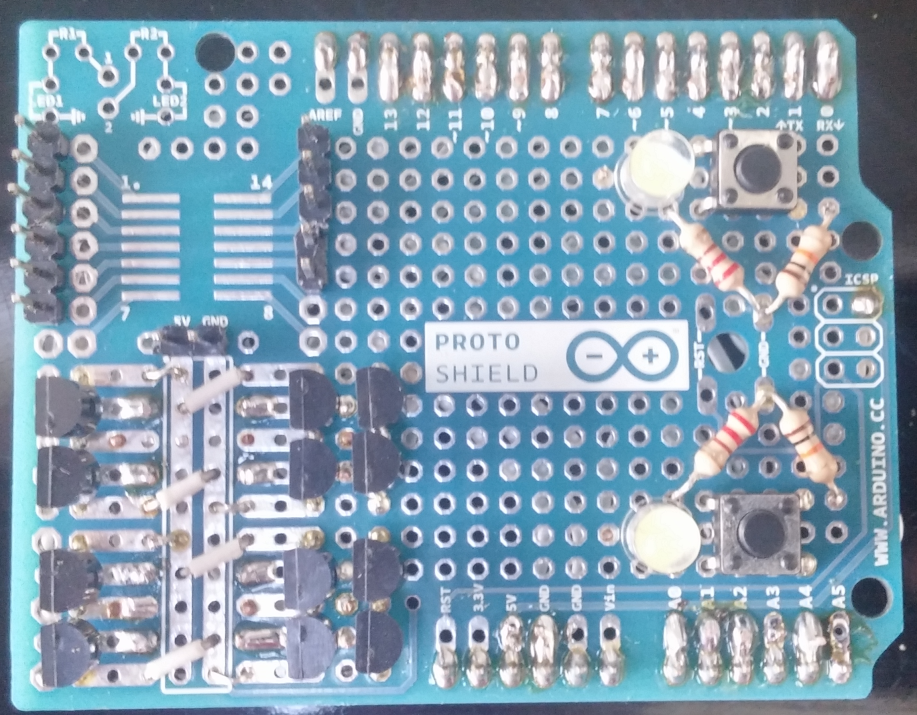 R1
R2
1
LED1
LED2
2
AREF
GND
13
12
~11
~10
~9
8
7
~6
~5
4
~3
2
↑TX 1
RX↓ 0
1.
14
7
8
5V GND
ICSP
PROTO
SHIELD
RST
GND
WWW.ARDUINO.CC
RST
3.3V
5V
GND
GND
Vin
A0
A1
A2
A3
A4
A5